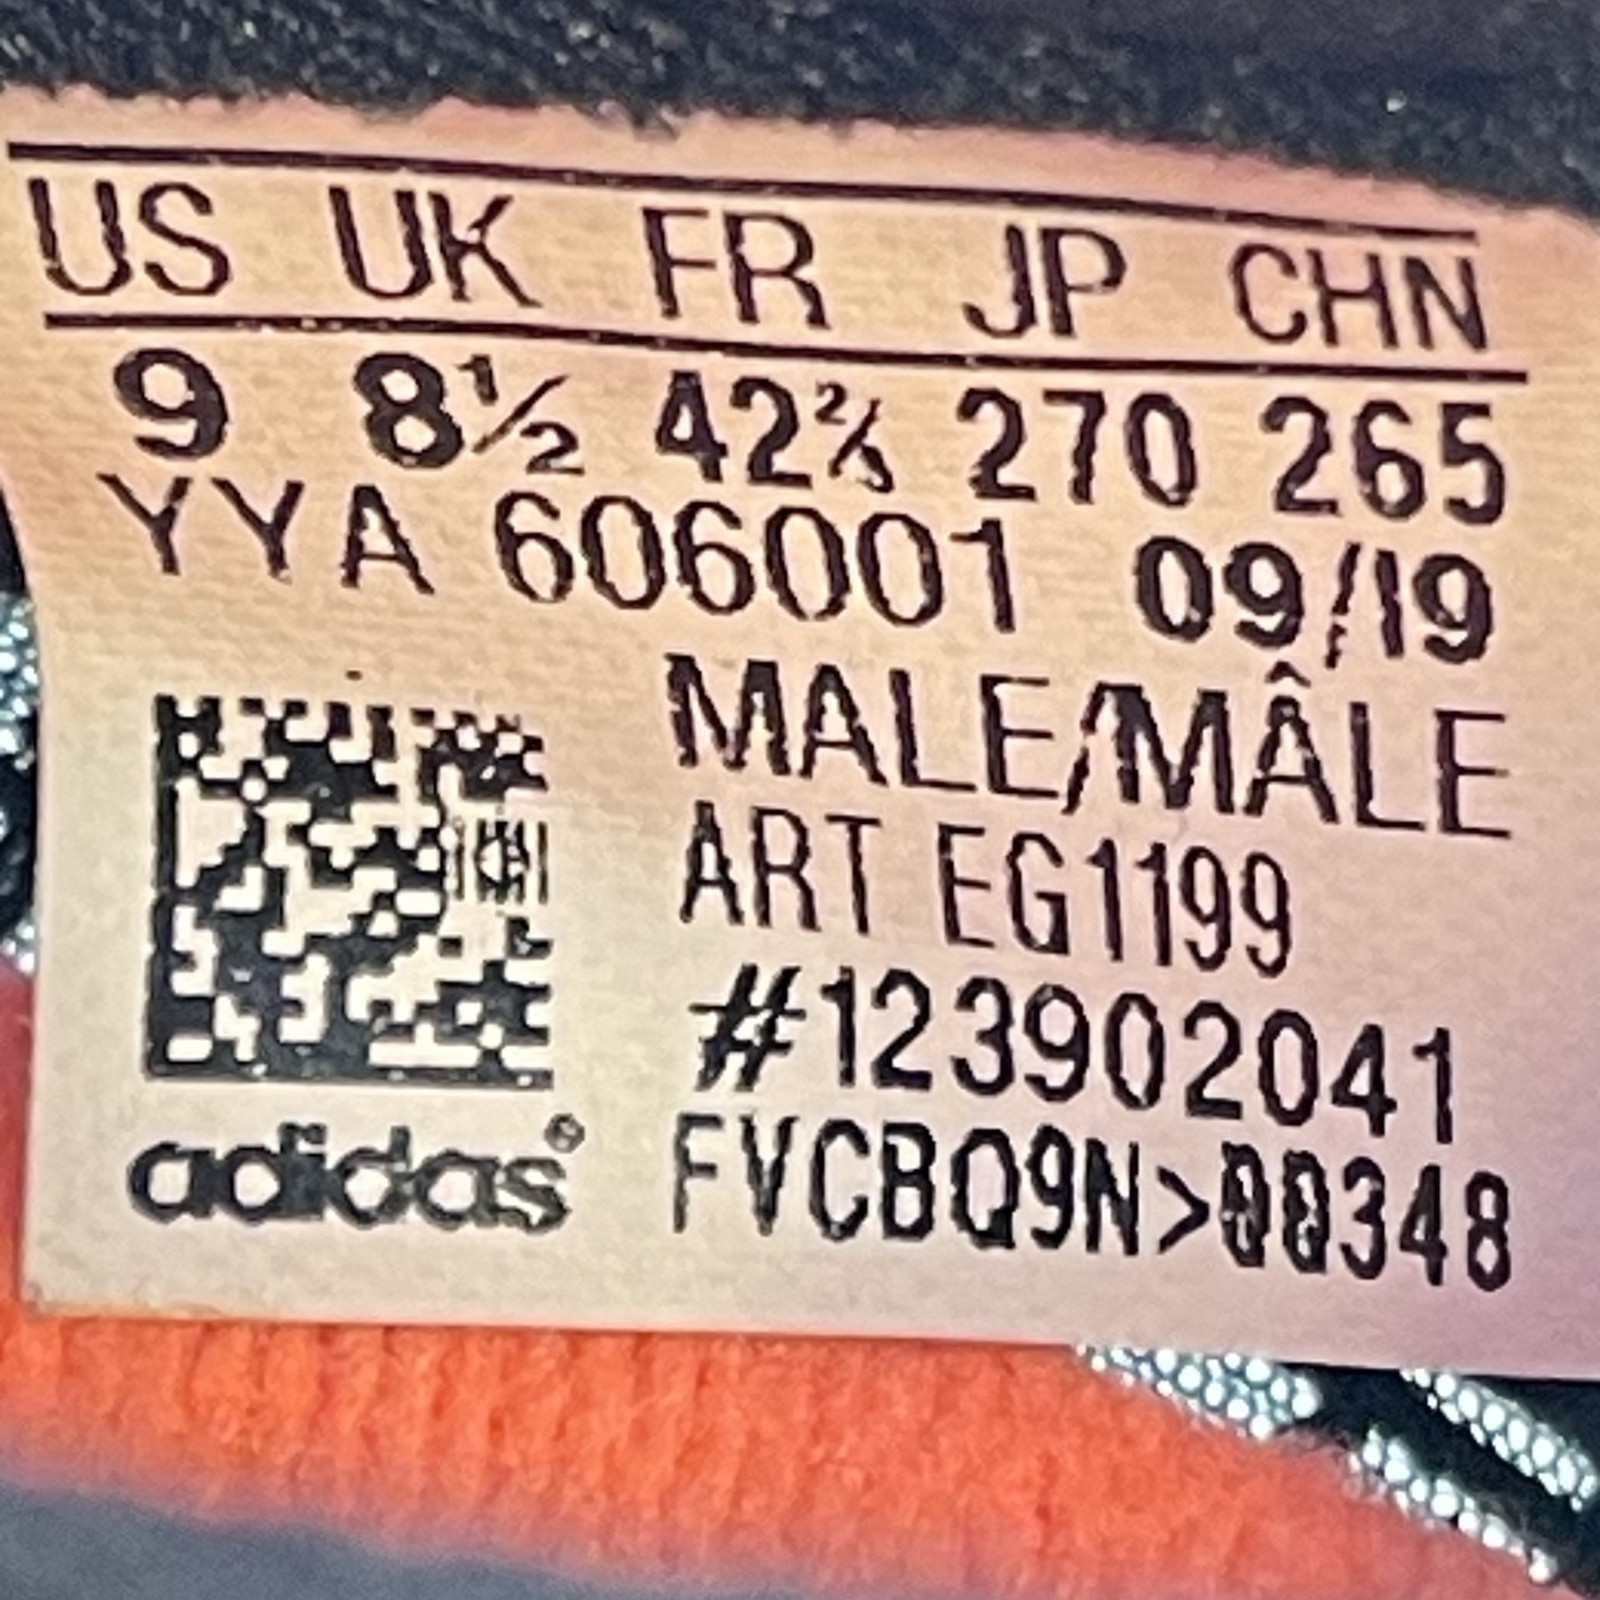 US UK FR JP CHN
9 8½ 42⅔ 270 265
YYA 606001 09/19
MALE/MÂLE
ART EG1199
#123902041
adidas® FVCBQ9N>00348